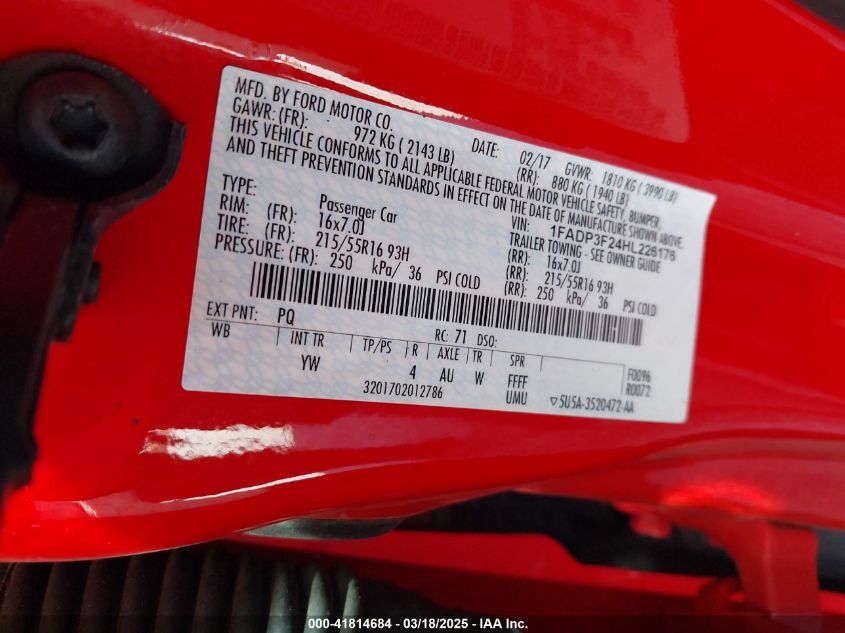 MFD. BY FORD MOTOR CO. DATE: 02/17 GVWR: 1810 KG ( 3990 LB)
GAWR: (FR): 972 KG ( 2143 LB) (RR): 880 KG ( 1940 LB)
THIS VEHICLE CONFORMS TO ALL APPLICABLE FEDERAL MOTOR VEHICLE SAFETY, BUMPER,
AND THEFT PREVENTION STANDARDS IN EFFECT ON THE DATE OF MANUFACTURE SHOWN ABOVE.
VIN: 1FADP3F24HL226176
TYPE: Passenger Car TRAILER TOWING - SEE OWNER GUIDE
RIM: (FR): 16x7.0J (RR): 16x7.0J
TIRE: (FR): 215/55R16 93H (RR): 215/55R16 93H
PRESSURE: (FR): 250 kPa/ 36 PSI COLD (RR): 250 kPa/ 36 PSI COLD
EXT PNT: PQ RC: 71 DSO:
WB INT TR TP/PS R AXLE TR SPR
YW 4 AU W FFFF
UMU
F0096
R0072
3201702012786
▽5U5A-3520472-AA
000-41814684 / 03/18/2025 - IAA Inc.